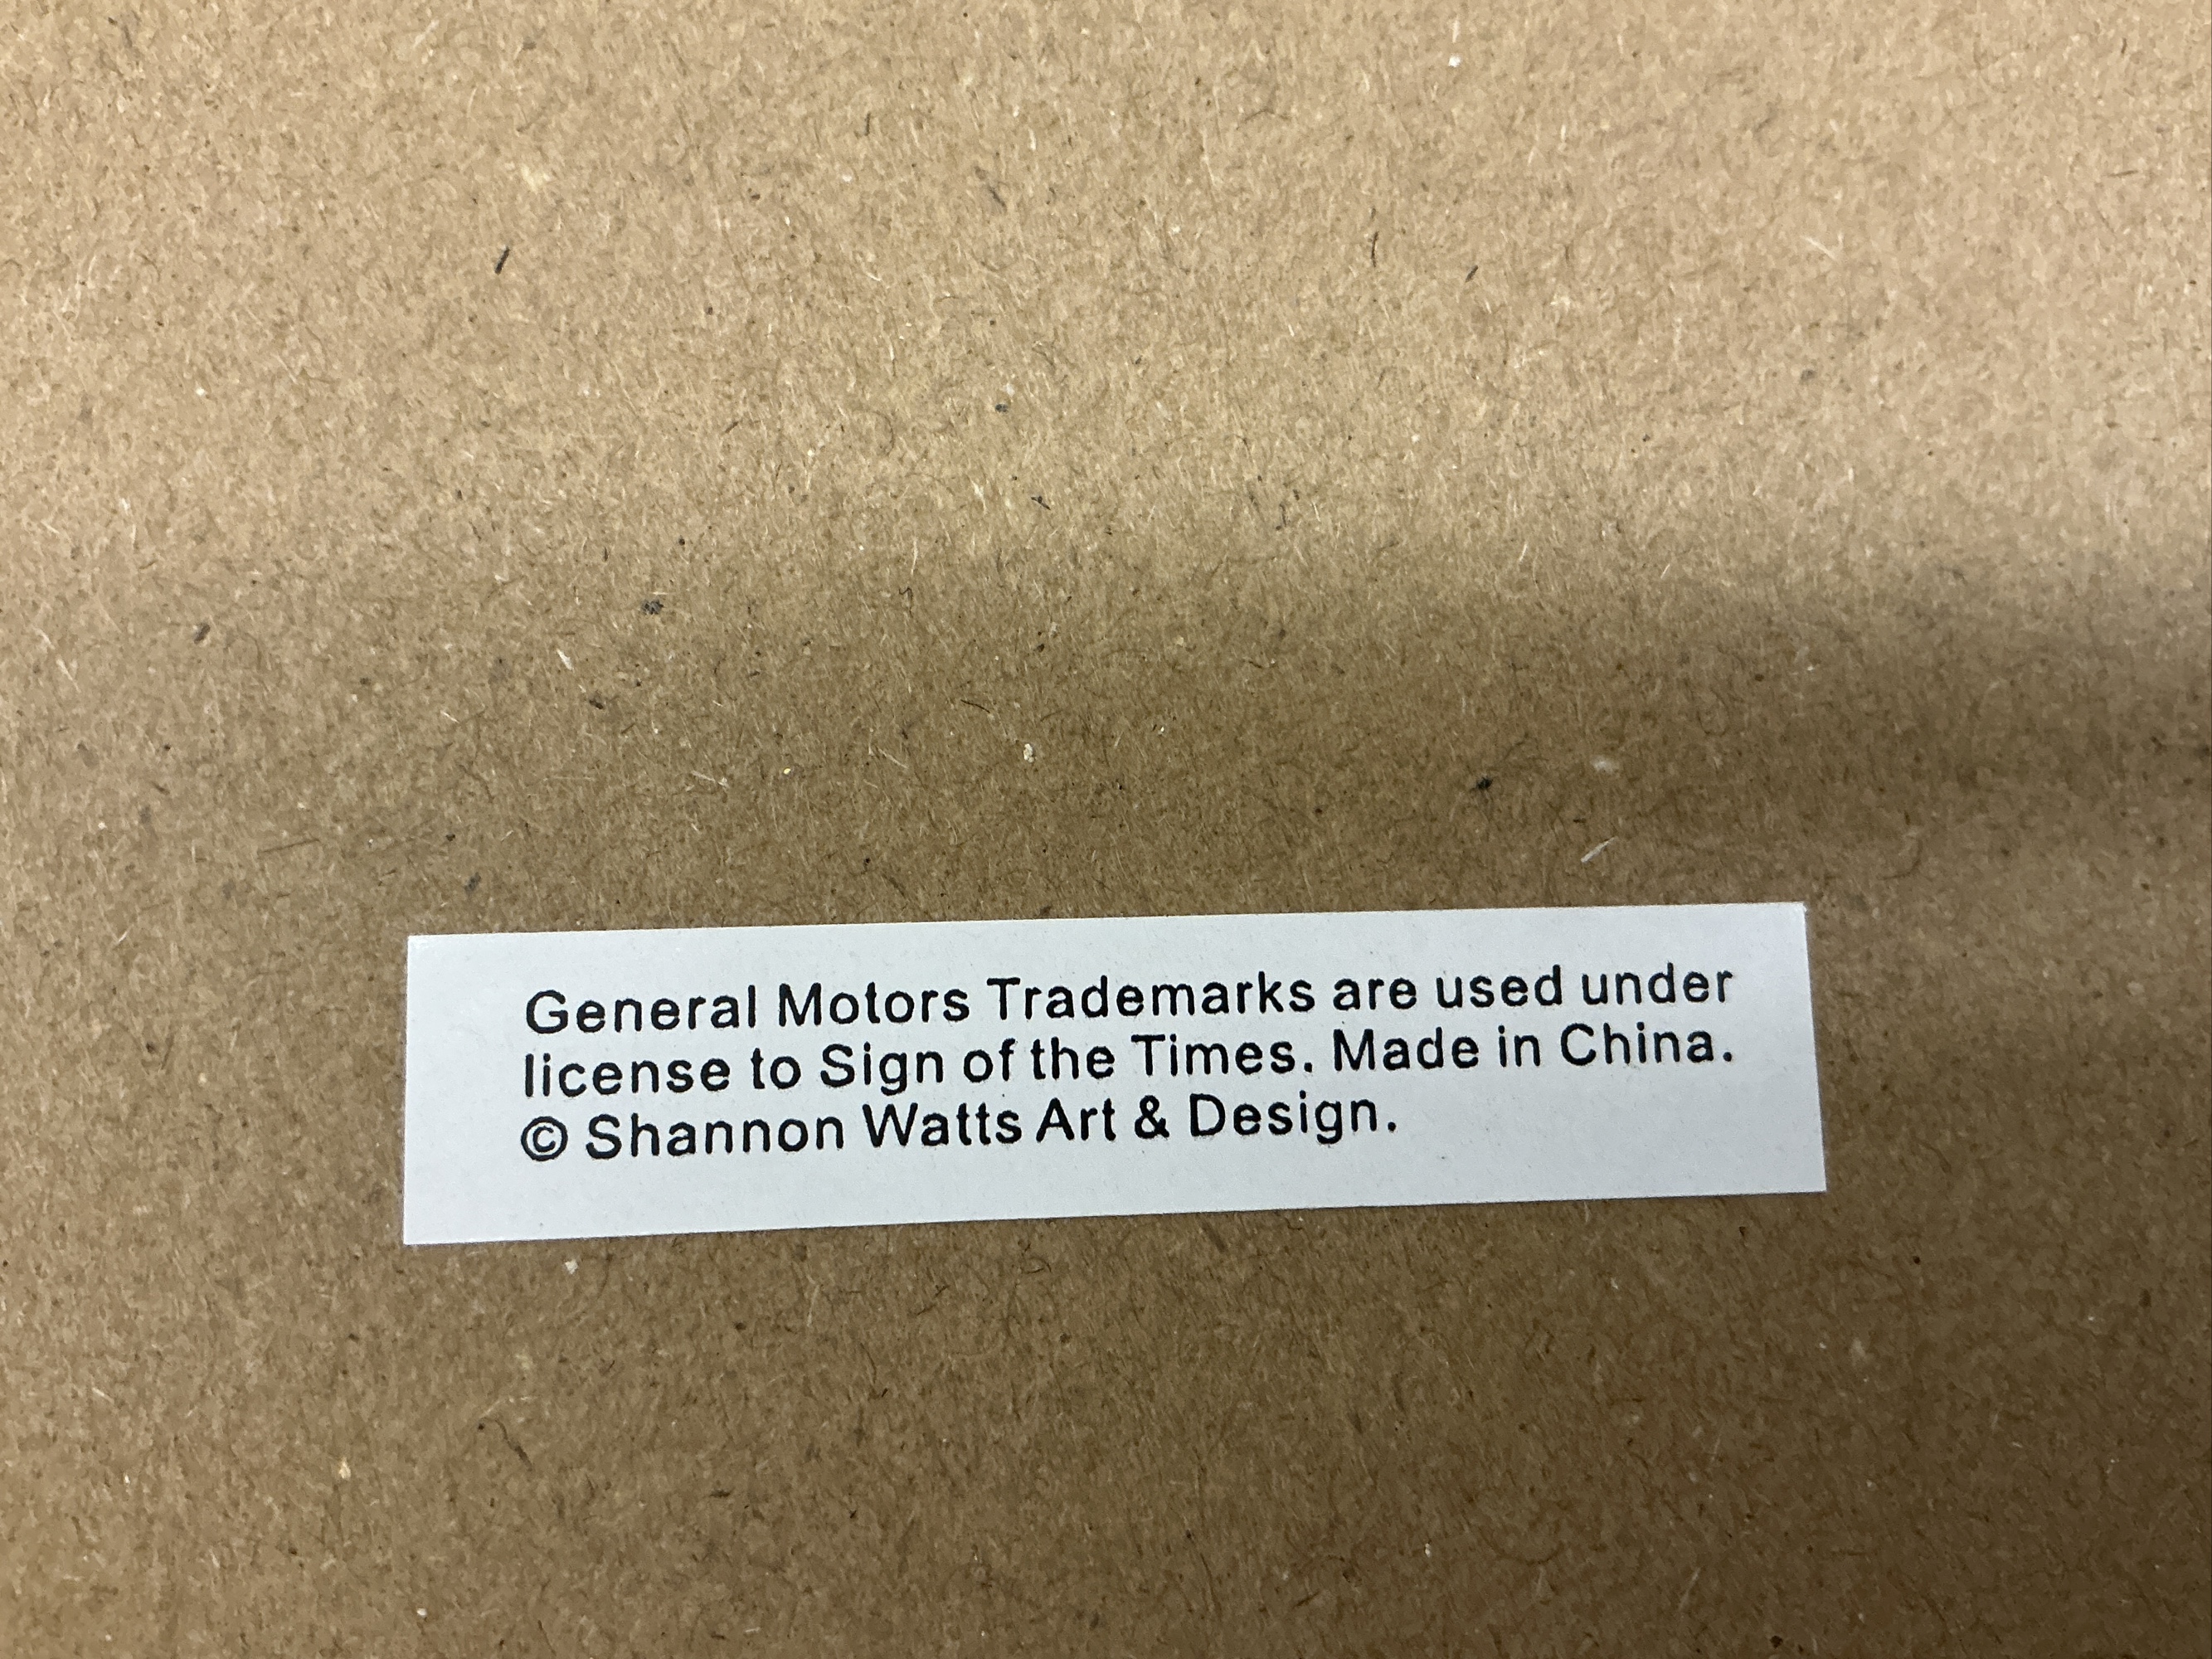 General Motors Trademarks are used under
license to Sign of the Times. Made in China.
© Shannon Watts Art & Design.